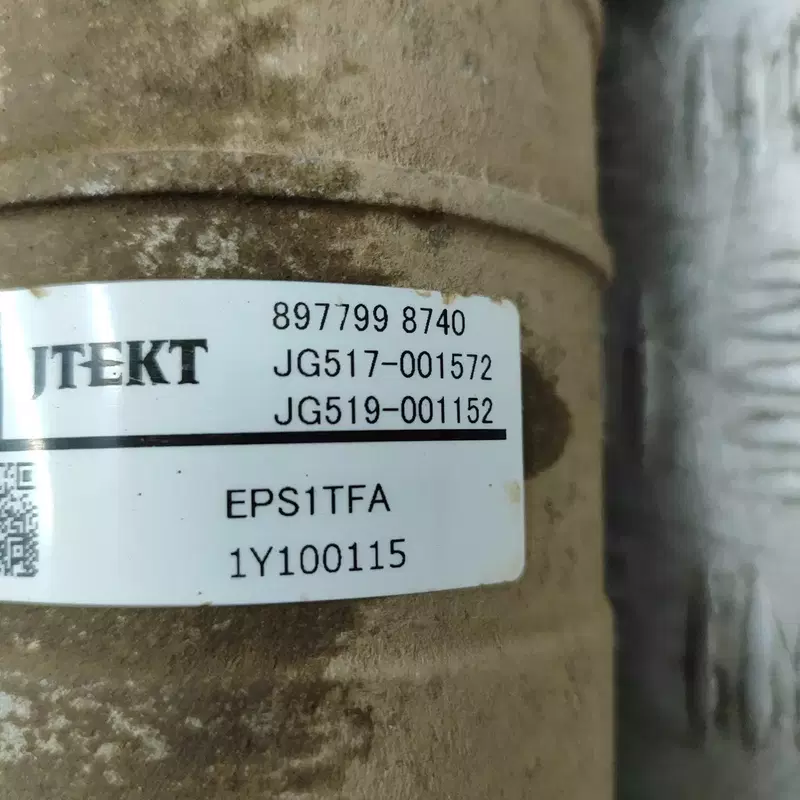 JTEKT
897799 8740
JG517-001572
JG519-001152
EPS1TFA
1Y100115